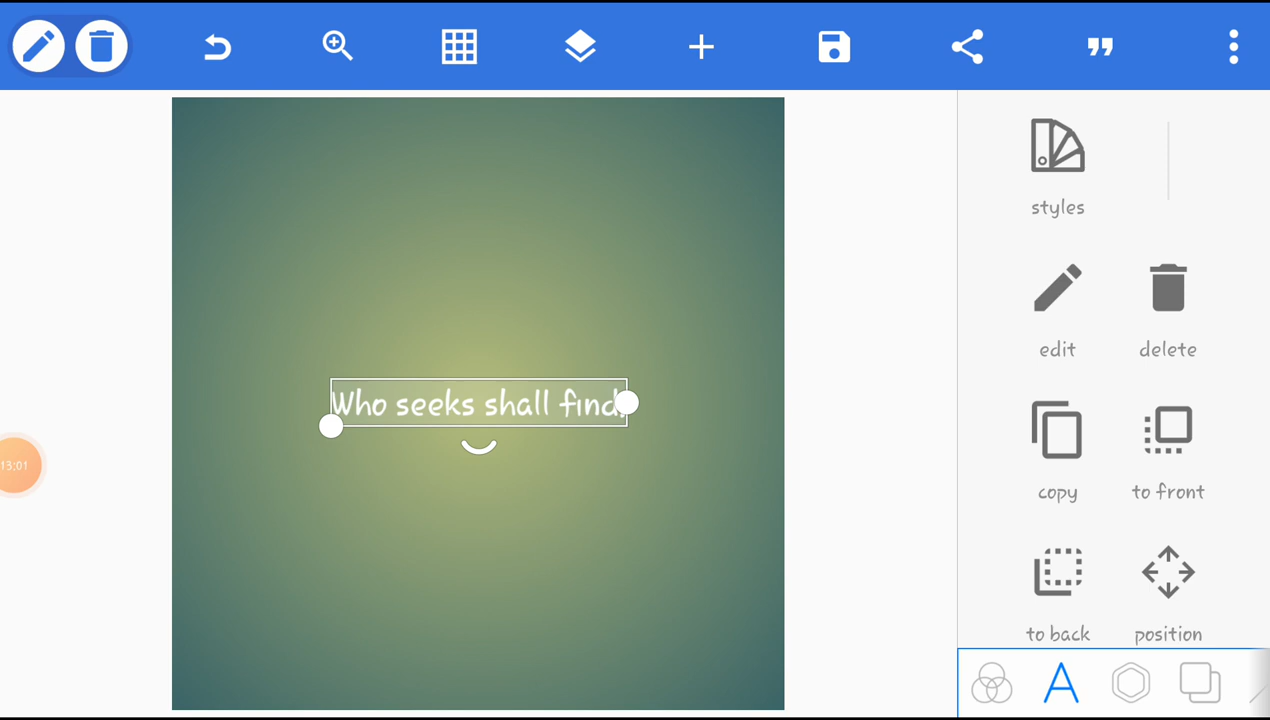 styles
edit
delete
Who seeks shall find.
13:01
copy
to front
to back
position